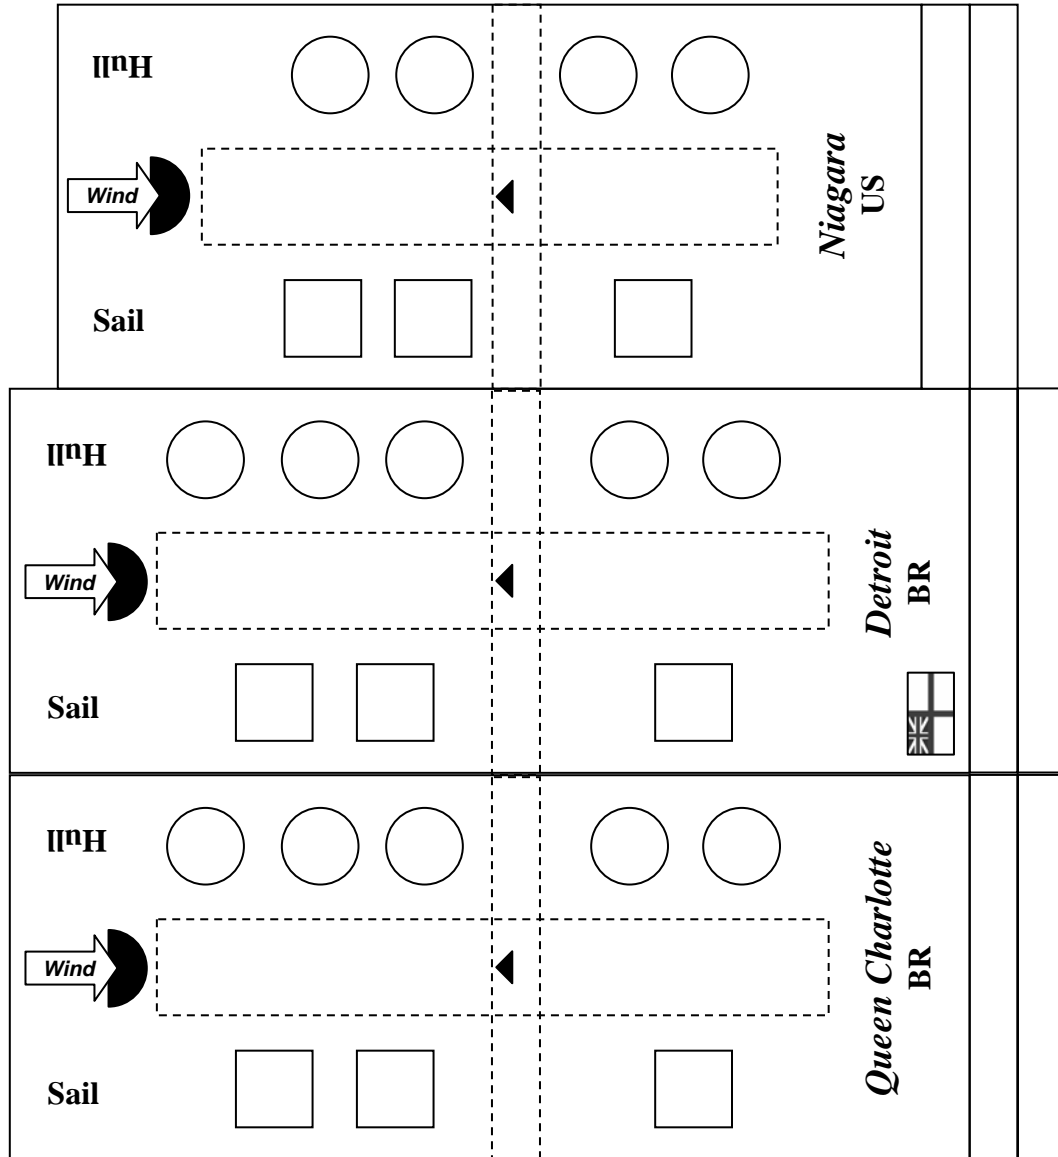 Hull
Wind
Sail
Niagara
US
Hull
Wind
Sail
Detroit
BR
Hull
Wind
Sail
Queen Charlotte
BR